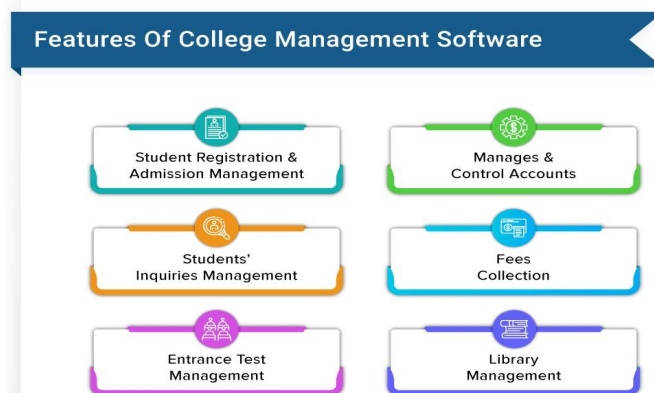 Features Of College Management Software
Student Registration &
Admission Management
Manages &
Control Accounts
Students'
Inquiries Management
Fees
Collection
Entrance Test
Management
Library
Management